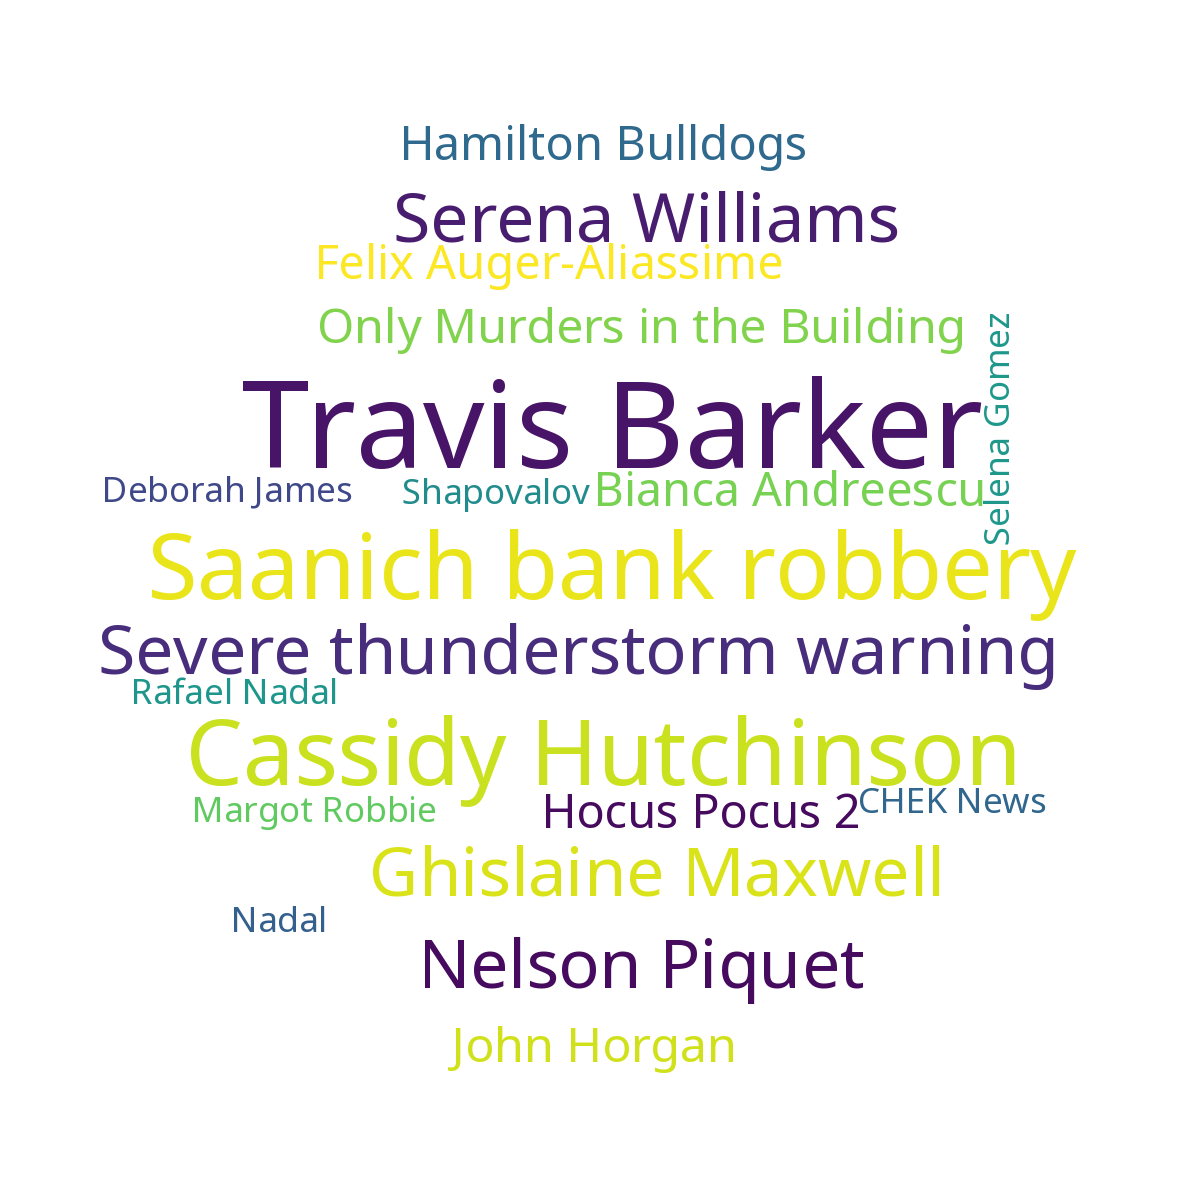 Hamilton Bulldogs
Serena Williams
Felix Auger-Aliassime
Only Murders in the Building
Selena Gomez
Travis Barker
Deborah James
Shapovalov
Bianca Andreescu
Saanich bank robbery
Severe thunderstorm warning
Rafael Nadal
Cassidy Hutchinson
Margot Robbie
Hocus Pocus 2
CHEK News
Ghislaine Maxwell
Nadal
Nelson Piquet
John Horgan